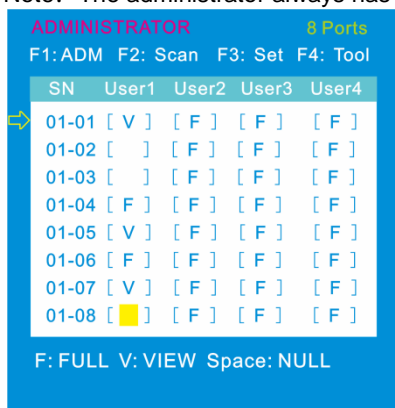 Note: The administrator always has
ADMINISTRATOR 8 Ports
F1: ADM F2: Scan F3: Set F4: Tool
SN User1 User2 User3 User4
01-01 [ V ] [ F ] [ F ] [ F ]
01-02 [ ] [ F ] [ F ] [ F ]
01-03 [ ] [ F ] [ F ] [ F ]
01-04 [ F ] [ F ] [ F ] [ F ]
01-05 [ V ] [ F ] [ F ] [ F ]
01-06 [ F ] [ F ] [ F ] [ F ]
01-07 [ V ] [ F ] [ F ] [ F ]
01-08 [ ] [ F ] [ F ] [ F ]
F: FULL V: VIEW Space: NULL